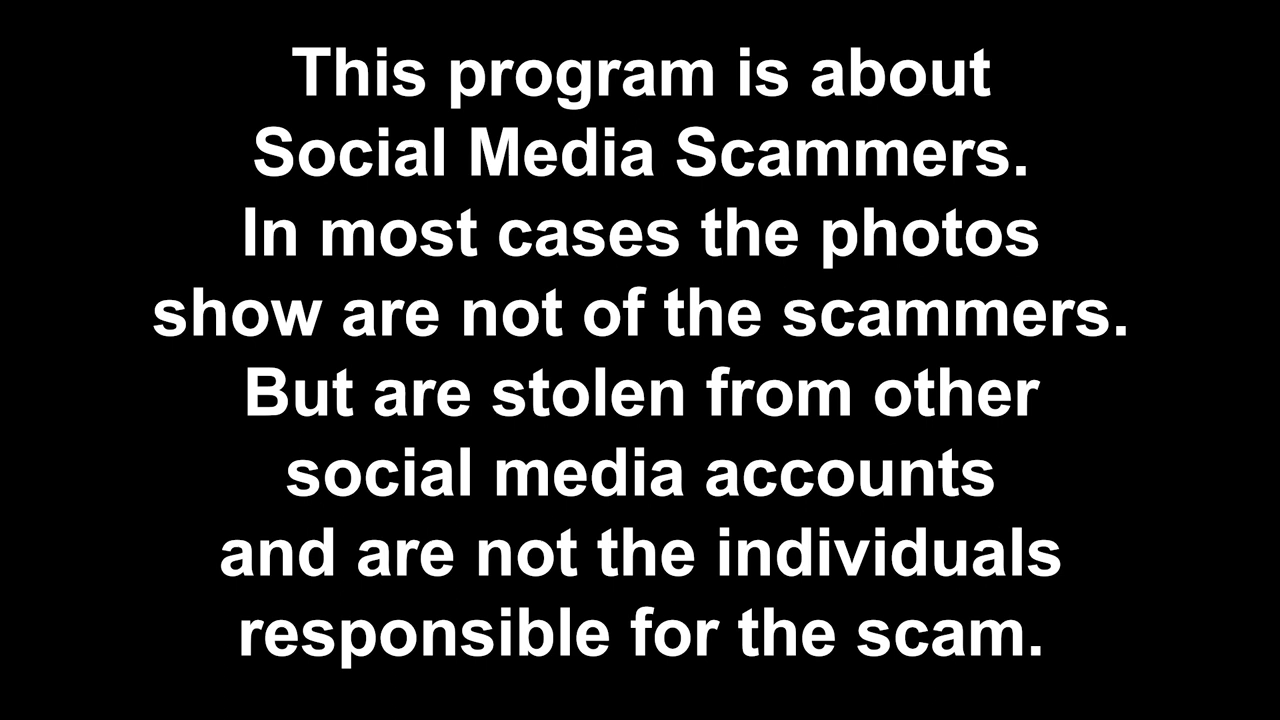 This program is about
Social Media Scammers.
In most cases the photos
show are not of the scammers.
But are stolen from other
social media accounts
and are not the individuals
responsible for the scam.